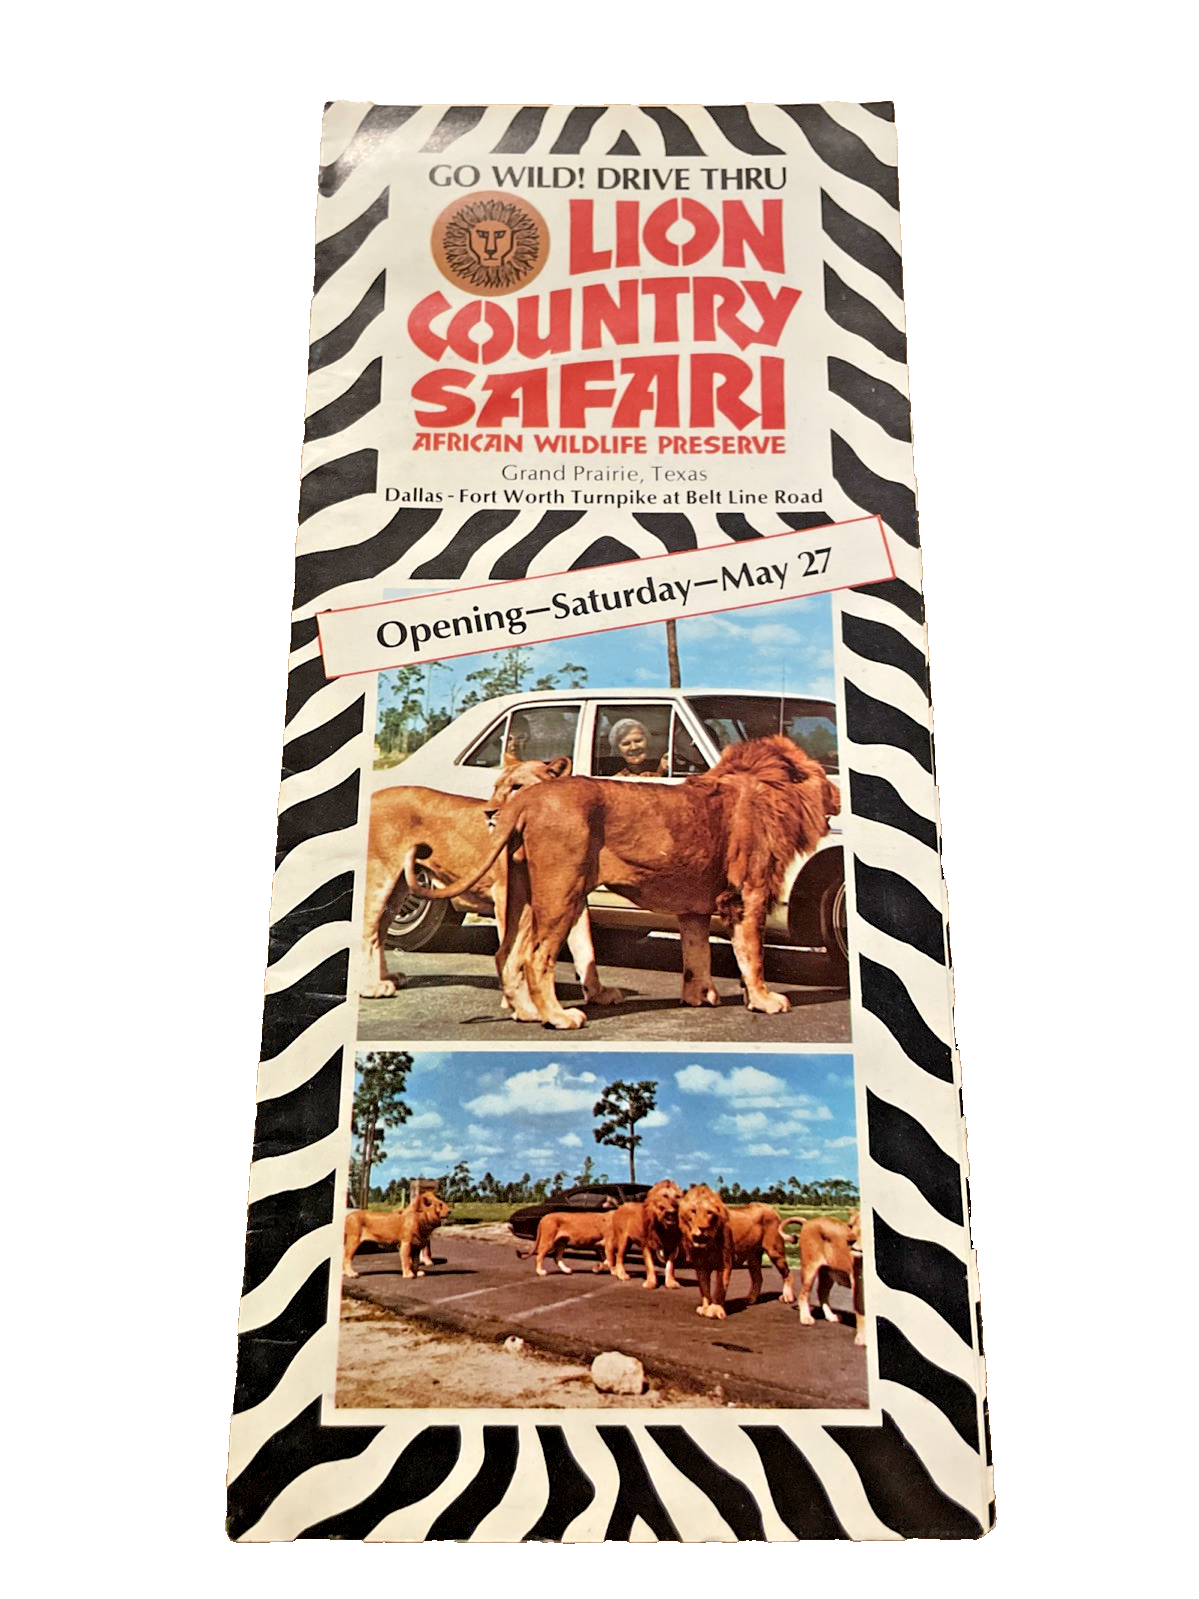 GO WILD! DRIVE THRU
LION
COUNTRY
SAFARI
AFRICAN WILDLIFE PRESERVE
Grand Prairie, Texas
Dallas - Fort Worth Turnpike at Belt Line Road
Opening—Saturday—May 27